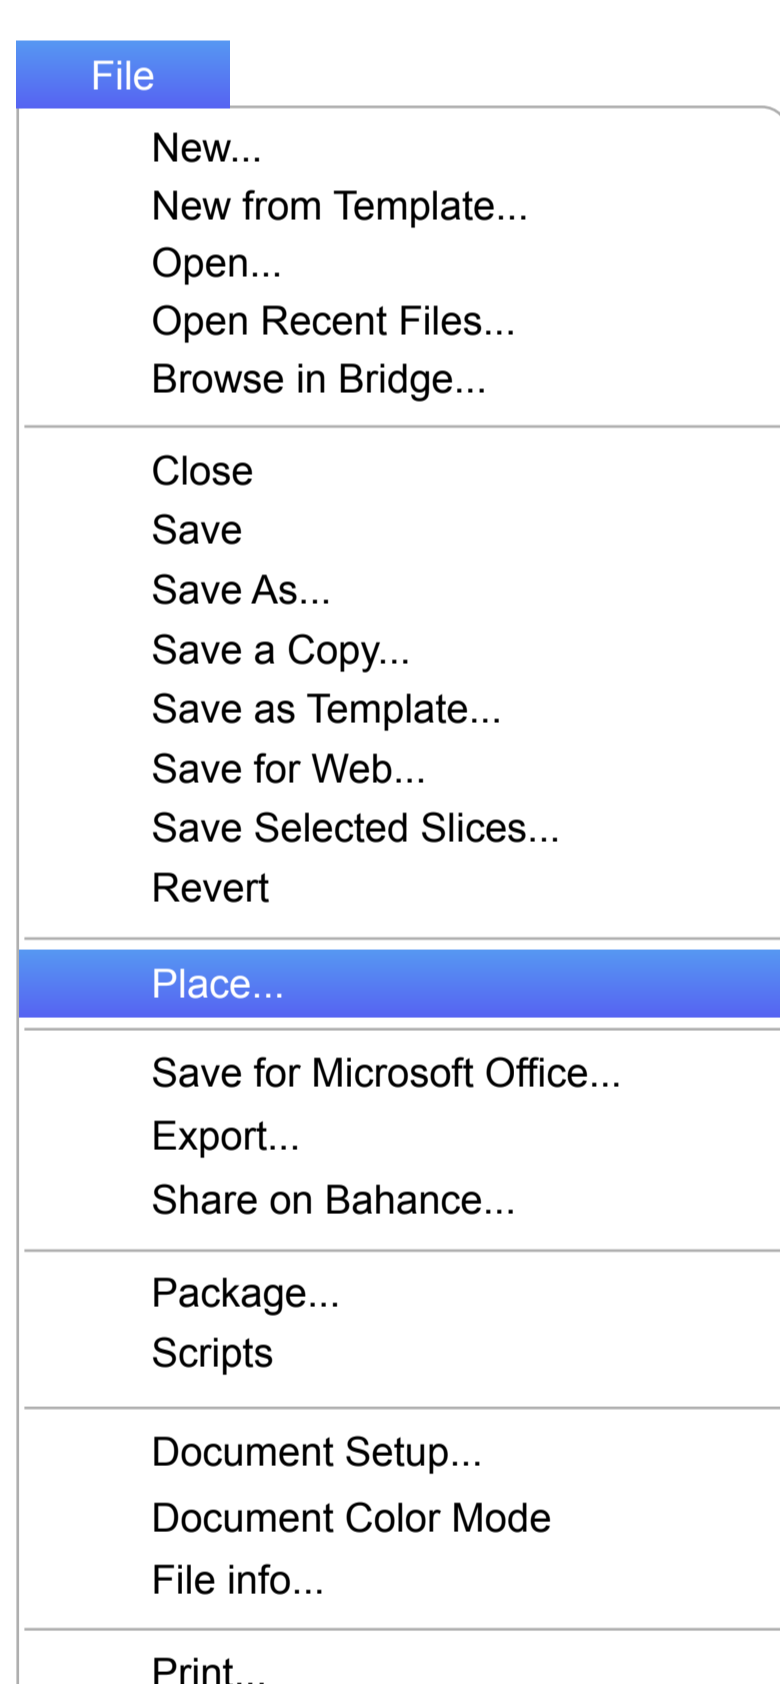 File
New...
New from Template...
Open...
Open Recent Files...
Browse in Bridge...
Close
Save
Save As...
Save a Copy...
Save as Template...
Save for Web...
Save Selected Slices...
Revert
Place...
Save for Microsoft Office...
Export...
Share on Bahance...
Package...
Scripts
Document Setup...
Document Color Mode
File info...
Print...